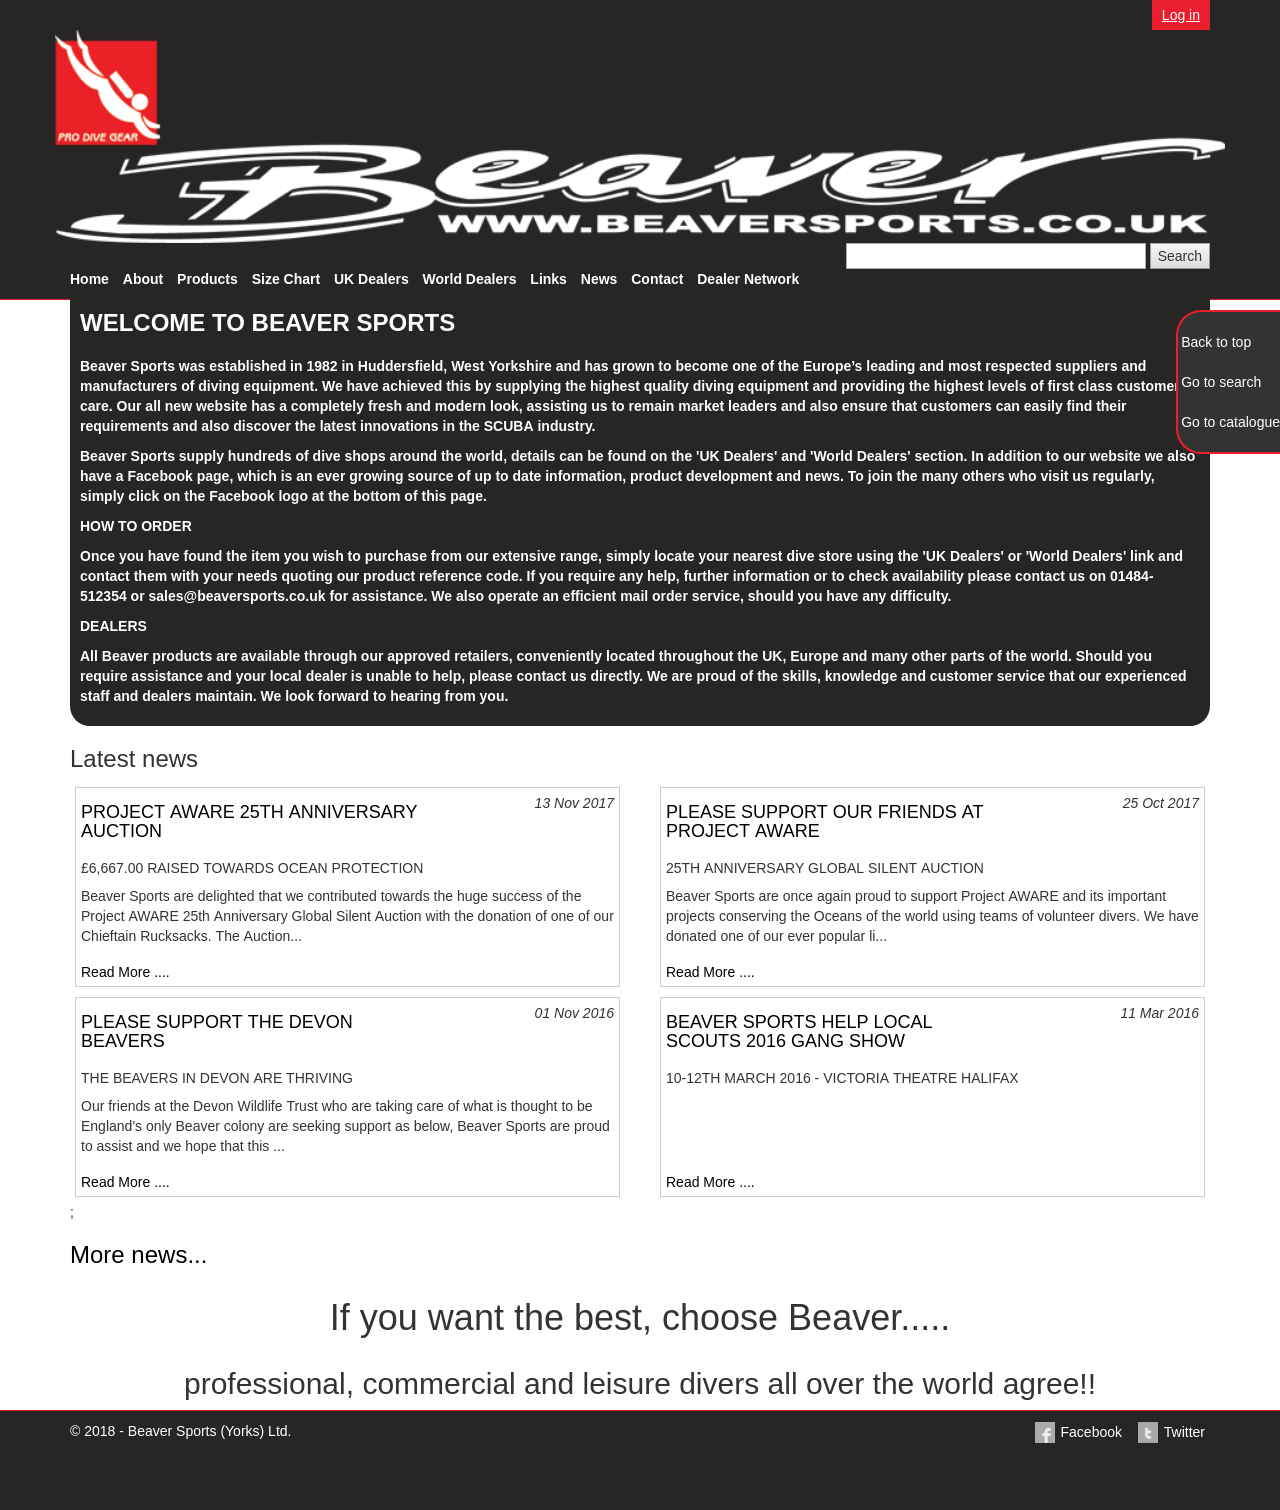 Log in
PRO DIVE GEAR
Beaver
WWW.BEAVERSPORTS.CO.UK
Search
Home About Products Size Chart UK Dealers World Dealers Links News Contact Dealer Network
WELCOME TO BEAVER SPORTS
Back to top
Go to search
Go to catalogue
Beaver Sports was established in 1982 in Huddersfield, West Yorkshire and has grown to become one of the Europe’s leading and most respected suppliers and
manufacturers of diving equipment. We have achieved this by supplying the highest quality diving equipment and providing the highest levels of first class customer
care. Our all new website has a completely fresh and modern look, assisting us to remain market leaders and also ensure that customers can easily find their
requirements and also discover the latest innovations in the SCUBA industry.
Beaver Sports supply hundreds of dive shops around the world, details can be found on the 'UK Dealers' and 'World Dealers' section. In addition to our website we also
have a Facebook page, which is an ever growing source of up to date information, product development and news. To join the many others who visit us regularly,
simply click on the Facebook logo at the bottom of this page.
HOW TO ORDER
Once you have found the item you wish to purchase from our extensive range, simply locate your nearest dive store using the 'UK Dealers' or 'World Dealers' link and
contact them with your needs quoting our product reference code. If you require any help, further information or to check availability please contact us on 01484-
512354 or sales@beaversports.co.uk for assistance. We also operate an efficient mail order service, should you have any difficulty.
DEALERS
All Beaver products are available through our approved retailers, conveniently located throughout the UK, Europe and many other parts of the world. Should you
require assistance and your local dealer is unable to help, please contact us directly. We are proud of the skills, knowledge and customer service that our experienced
staff and dealers maintain. We look forward to hearing from you.
Latest news
PROJECT AWARE 25TH ANNIVERSARY
AUCTION
13 Nov 2017
£6,667.00 RAISED TOWARDS OCEAN PROTECTION
Beaver Sports are delighted that we contributed towards the huge success of the
Project AWARE 25th Anniversary Global Silent Auction with the donation of one of our
Chieftain Rucksacks. The Auction...
Read More ....
PLEASE SUPPORT OUR FRIENDS AT
PROJECT AWARE
25 Oct 2017
25TH ANNIVERSARY GLOBAL SILENT AUCTION
Beaver Sports are once again proud to support Project AWARE and its important
projects conserving the Oceans of the world using teams of volunteer divers. We have
donated one of our ever popular li...
Read More ....
PLEASE SUPPORT THE DEVON
BEAVERS
01 Nov 2016
THE BEAVERS IN DEVON ARE THRIVING
Our friends at the Devon Wildlife Trust who are taking care of what is thought to be
England's only Beaver colony are seeking support as below, Beaver Sports are proud
to assist and we hope that this ...
Read More ....
BEAVER SPORTS HELP LOCAL
SCOUTS 2016 GANG SHOW
11 Mar 2016
10-12TH MARCH 2016 - VICTORIA THEATRE HALIFAX
Read More ....
;
More news...
If you want the best, choose Beaver.....
professional, commercial and leisure divers all over the world agree!!
© 2018 - Beaver Sports (Yorks) Ltd.
Facebook
Twitter